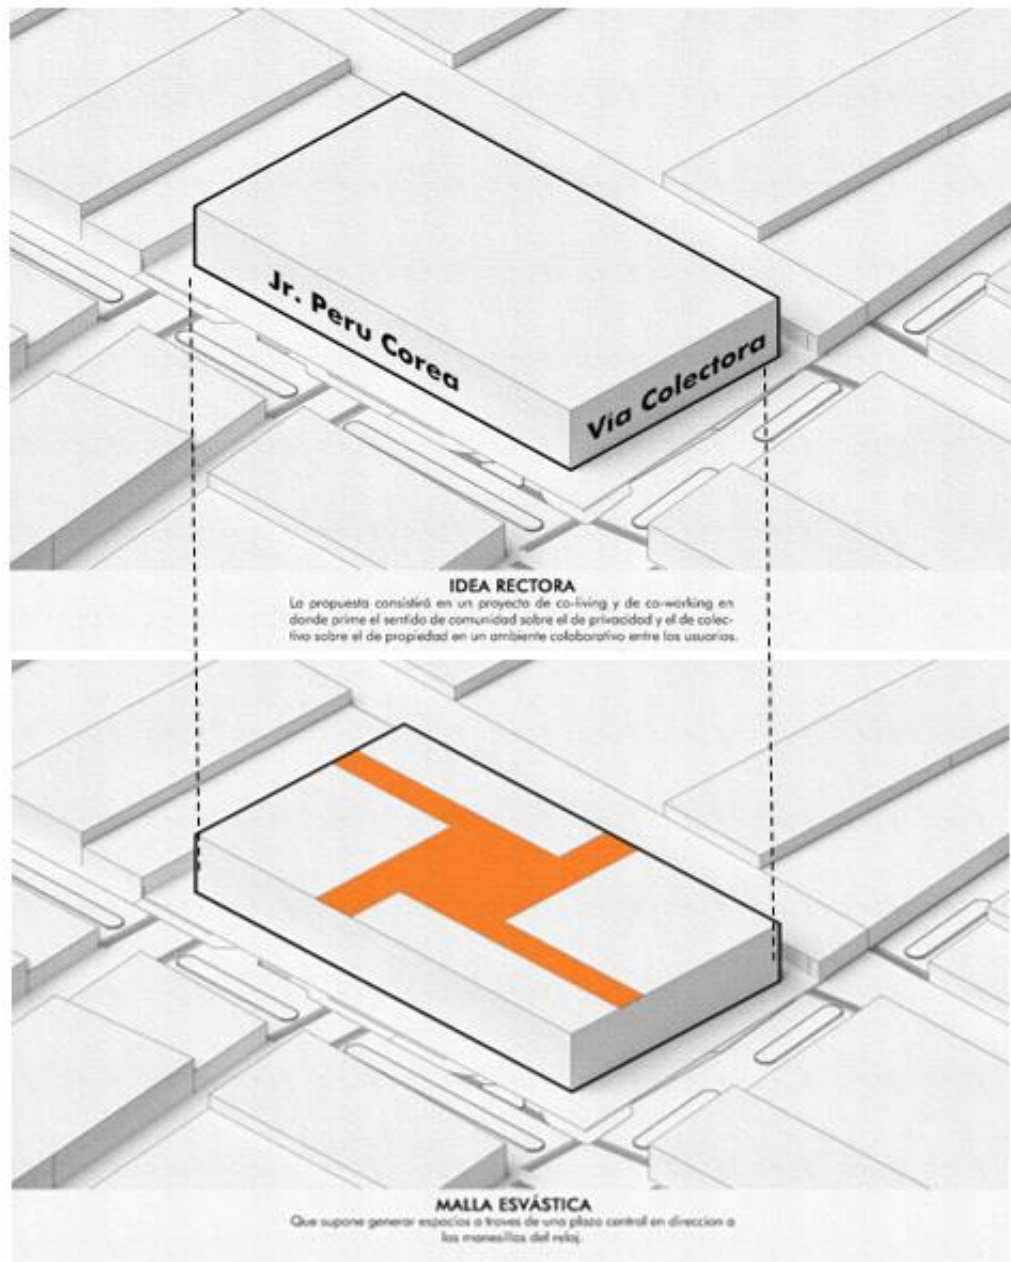 Jr. Peru Corea
Via Colectora
IDEA RECTORA
La propuesta consistirá en un proyecto de co-living y de co-working en
donde prime el sentido de comunidad sobre el de privacidad y el de colec-
tivo sobre el de propiedad en un ambiente colaborativo entre los usuarios.
MALLA ESVÁSTICA
Que supone generar espacios a traves de una plaza central en direccion a
las manesillas del reloj.